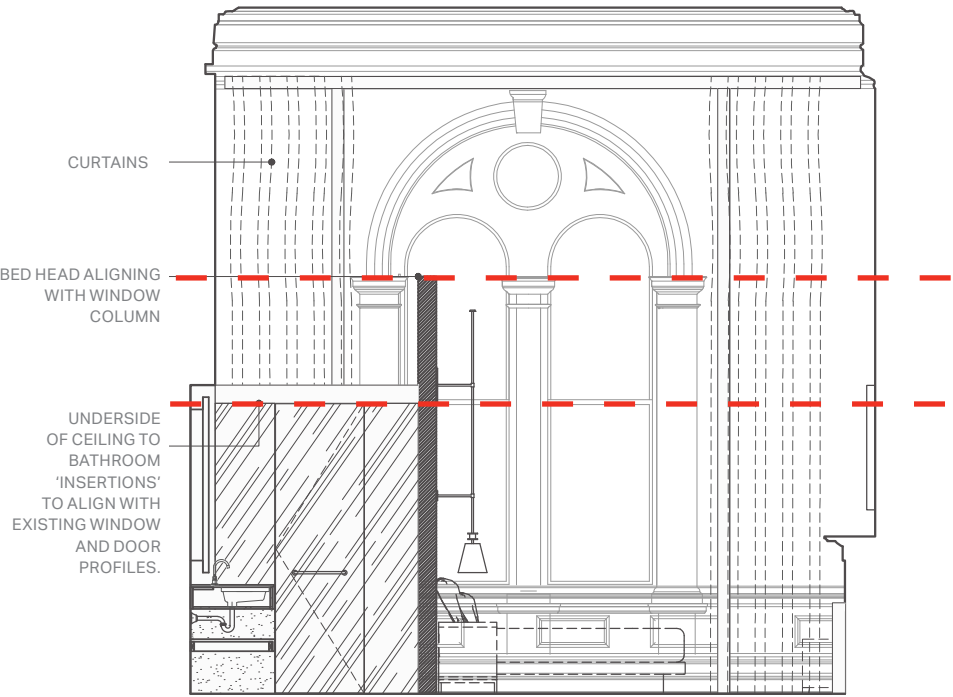 CURTAINS
BED HEAD ALIGNING
WITH WINDOW
COLUMN
UNDERSIDE
OF CEILING TO
BATHROOM
‘INSERTIONS’
TO ALIGN WITH
EXISTING WINDOW
AND DOOR
PROFILES.